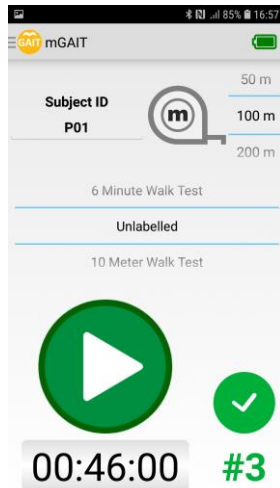 85% 16:57
GAIT mGAIT
50 m
Subject ID
P01
m
100 m
200 m
6 Minute Walk Test
Unlabelled
10 Meter Walk Test
00:46:00
#3